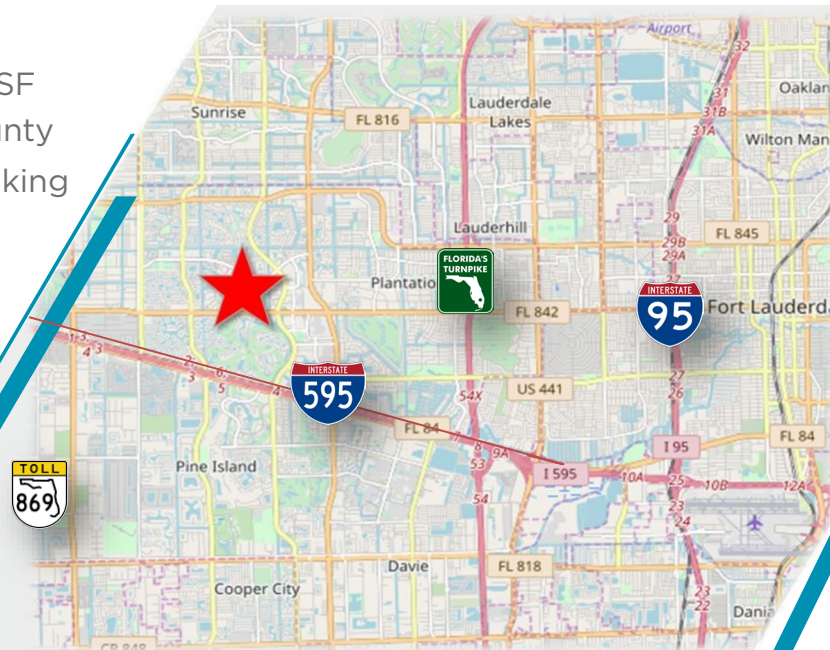 SF
unty
king
Airport
32
Oaklan
31
31B
31A
Sunrise
FL 816
Lauderdale
Lakes
Wilton Man
29
29B
29A
FL 845
Lauderhill
FLORIDA'S
TURNPIKE
Plantatio
FL 842
INTERSTATE
95
Fort Lauderd
27
26
INTERSTATE
595
US 441
54X
FL 84
FL 84
I 95
Pine Island
8
9A
53
54
I 595
10A
25
10B
12A
23
24
TOLL
869
Davie
FL 818
Cooper City
23
22
Dania
CR 848